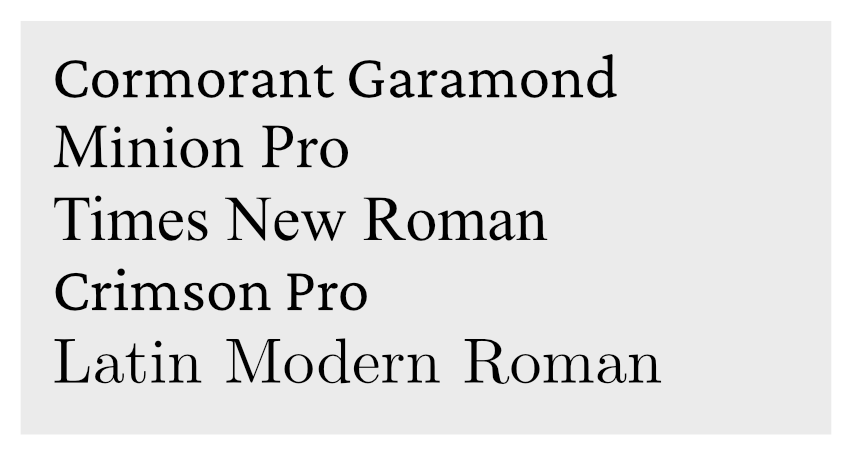 Cormorant Garamond
Minion Pro
Times New Roman
Crimson Pro
Latin Modern Roman